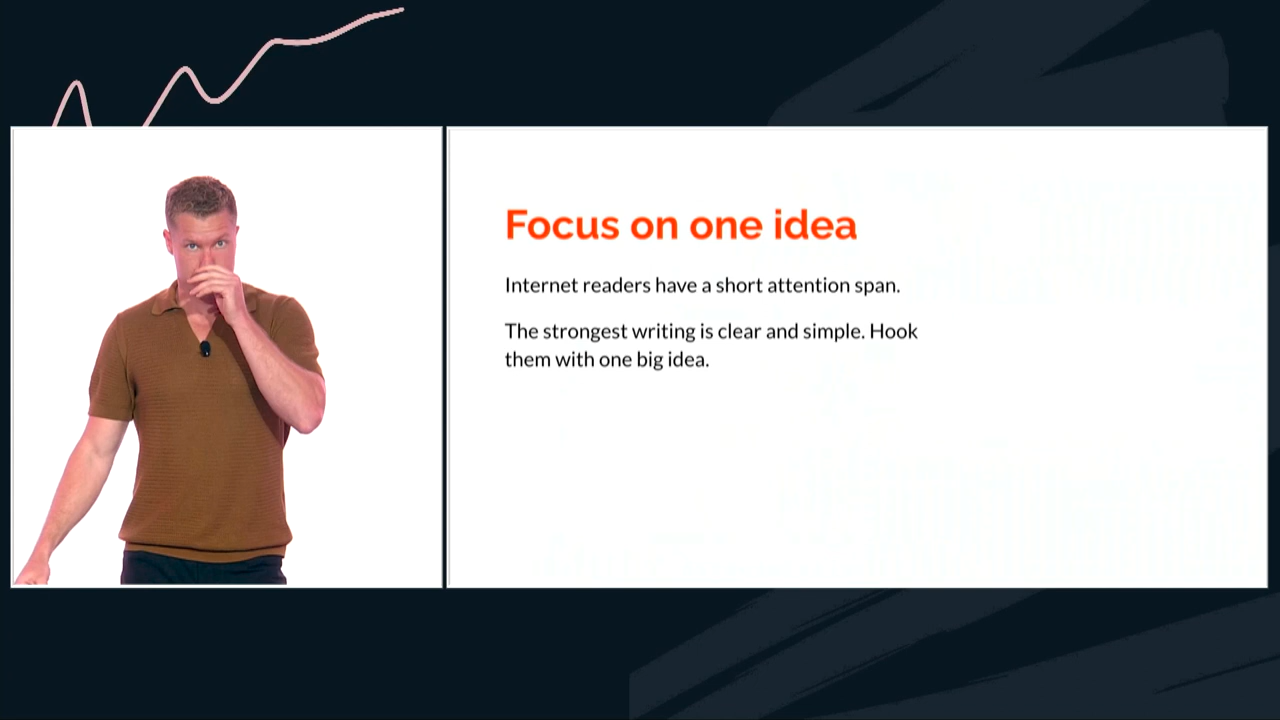 Focus on one idea
Internet readers have a short attention span.
The strongest writing is clear and simple. Hook
them with one big idea.